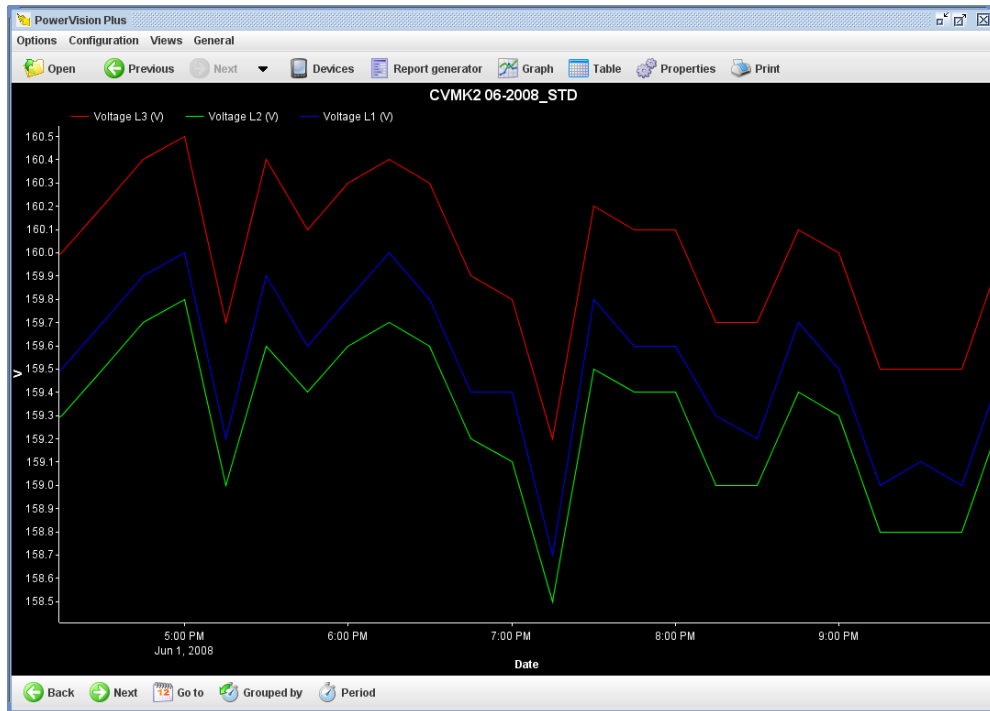 PowerVision Plus
Options Configuration Views General
Open Previous Next Devices Report generator Graph Table Properties Print
CVMK2 06-2008_STD
Voltage L3 (V) Voltage L2 (V) Voltage L1 (V)
160.5
160.4
160.3
160.2
160.1
160.0
159.9
159.8
159.7
159.6
159.5
V
159.4
159.3
159.2
159.1
159.0
158.9
158.8
158.7
158.6
158.5
5:00 PM 6:00 PM 7:00 PM 8:00 PM 9:00 PM
Jun 1, 2008
Date
Back Next 12 Go to Grouped by Period